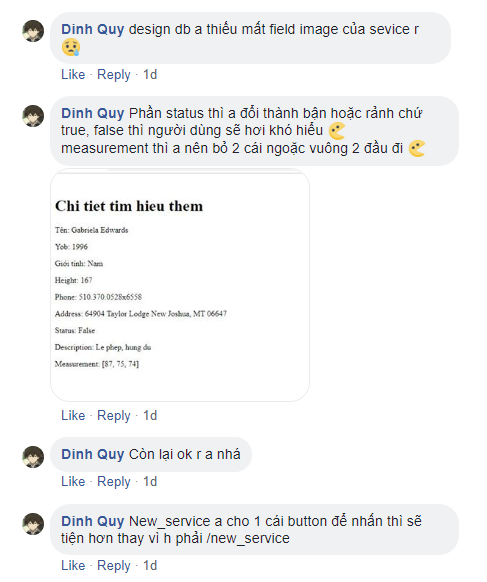 Dinh Quy design db a thiếu mất field image của sevice r
Like · Reply · 1d
Dinh Quy Phần status thì a đổi thành bận hoặc rảnh chứ
true, false thì người dùng sẽ hơi khó hiểu
measurement thì a nên bỏ 2 cái ngoặc vuông 2 đầu đi
Chi tiet tim hieu them
Tên: Gabriela Edwards
Yob: 1996
Giới tính: Nam
Height: 167
Phone: 510.370.0528x6558
Address: 64904 Taylor Lodge New Joshua, MT 06647
Status: False
Description: Le phep, hung du
Measurement: [87, 75, 74]
Like · Reply · 1d
Dinh Quy Còn lại ok r a nhá
Like · Reply · 1d
Dinh Quy New_service a cho 1 cái button để nhấn thì sẽ
tiện hơn thay vì h phải /new_service
Like · Reply · 1d